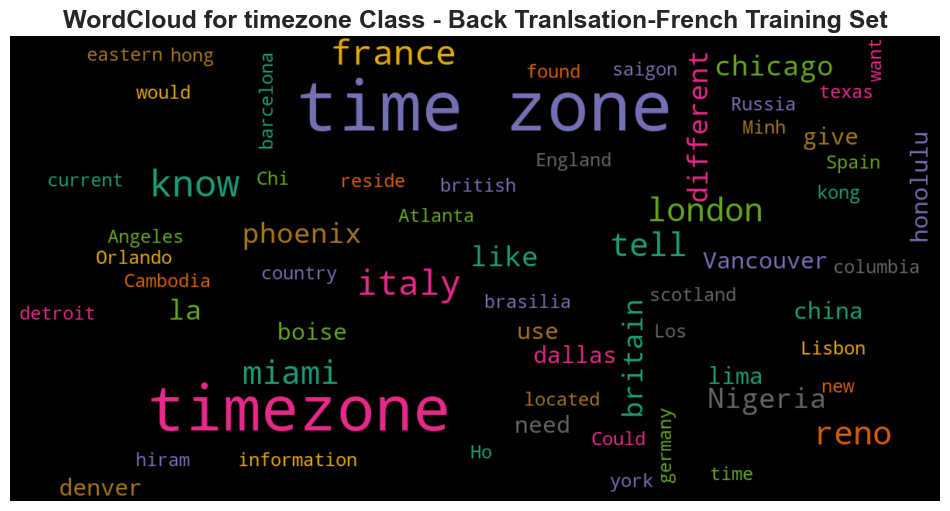 WordCloud for timezone Class - Back Tranlsation-French Training Set
eastern hong
france
found
saigon
chicago
want
would
barcelona
time zone
different
texas
Russia
Minh
give
England
Spain
honolulu
current
know
Chi
reside
british
kong
Atlanta
london
Angeles
phoenix
tell
Orlando
like
Vancouver
columbia
Cambodia
country
italy
brasilia
scotland
detroit
la
boise
use
britain
Los
china
dallas
Lisbon
miami
lima
new
timezone
located
Nigeria
need
Could
germany
reno
hiram
information
Ho
denver
york
time